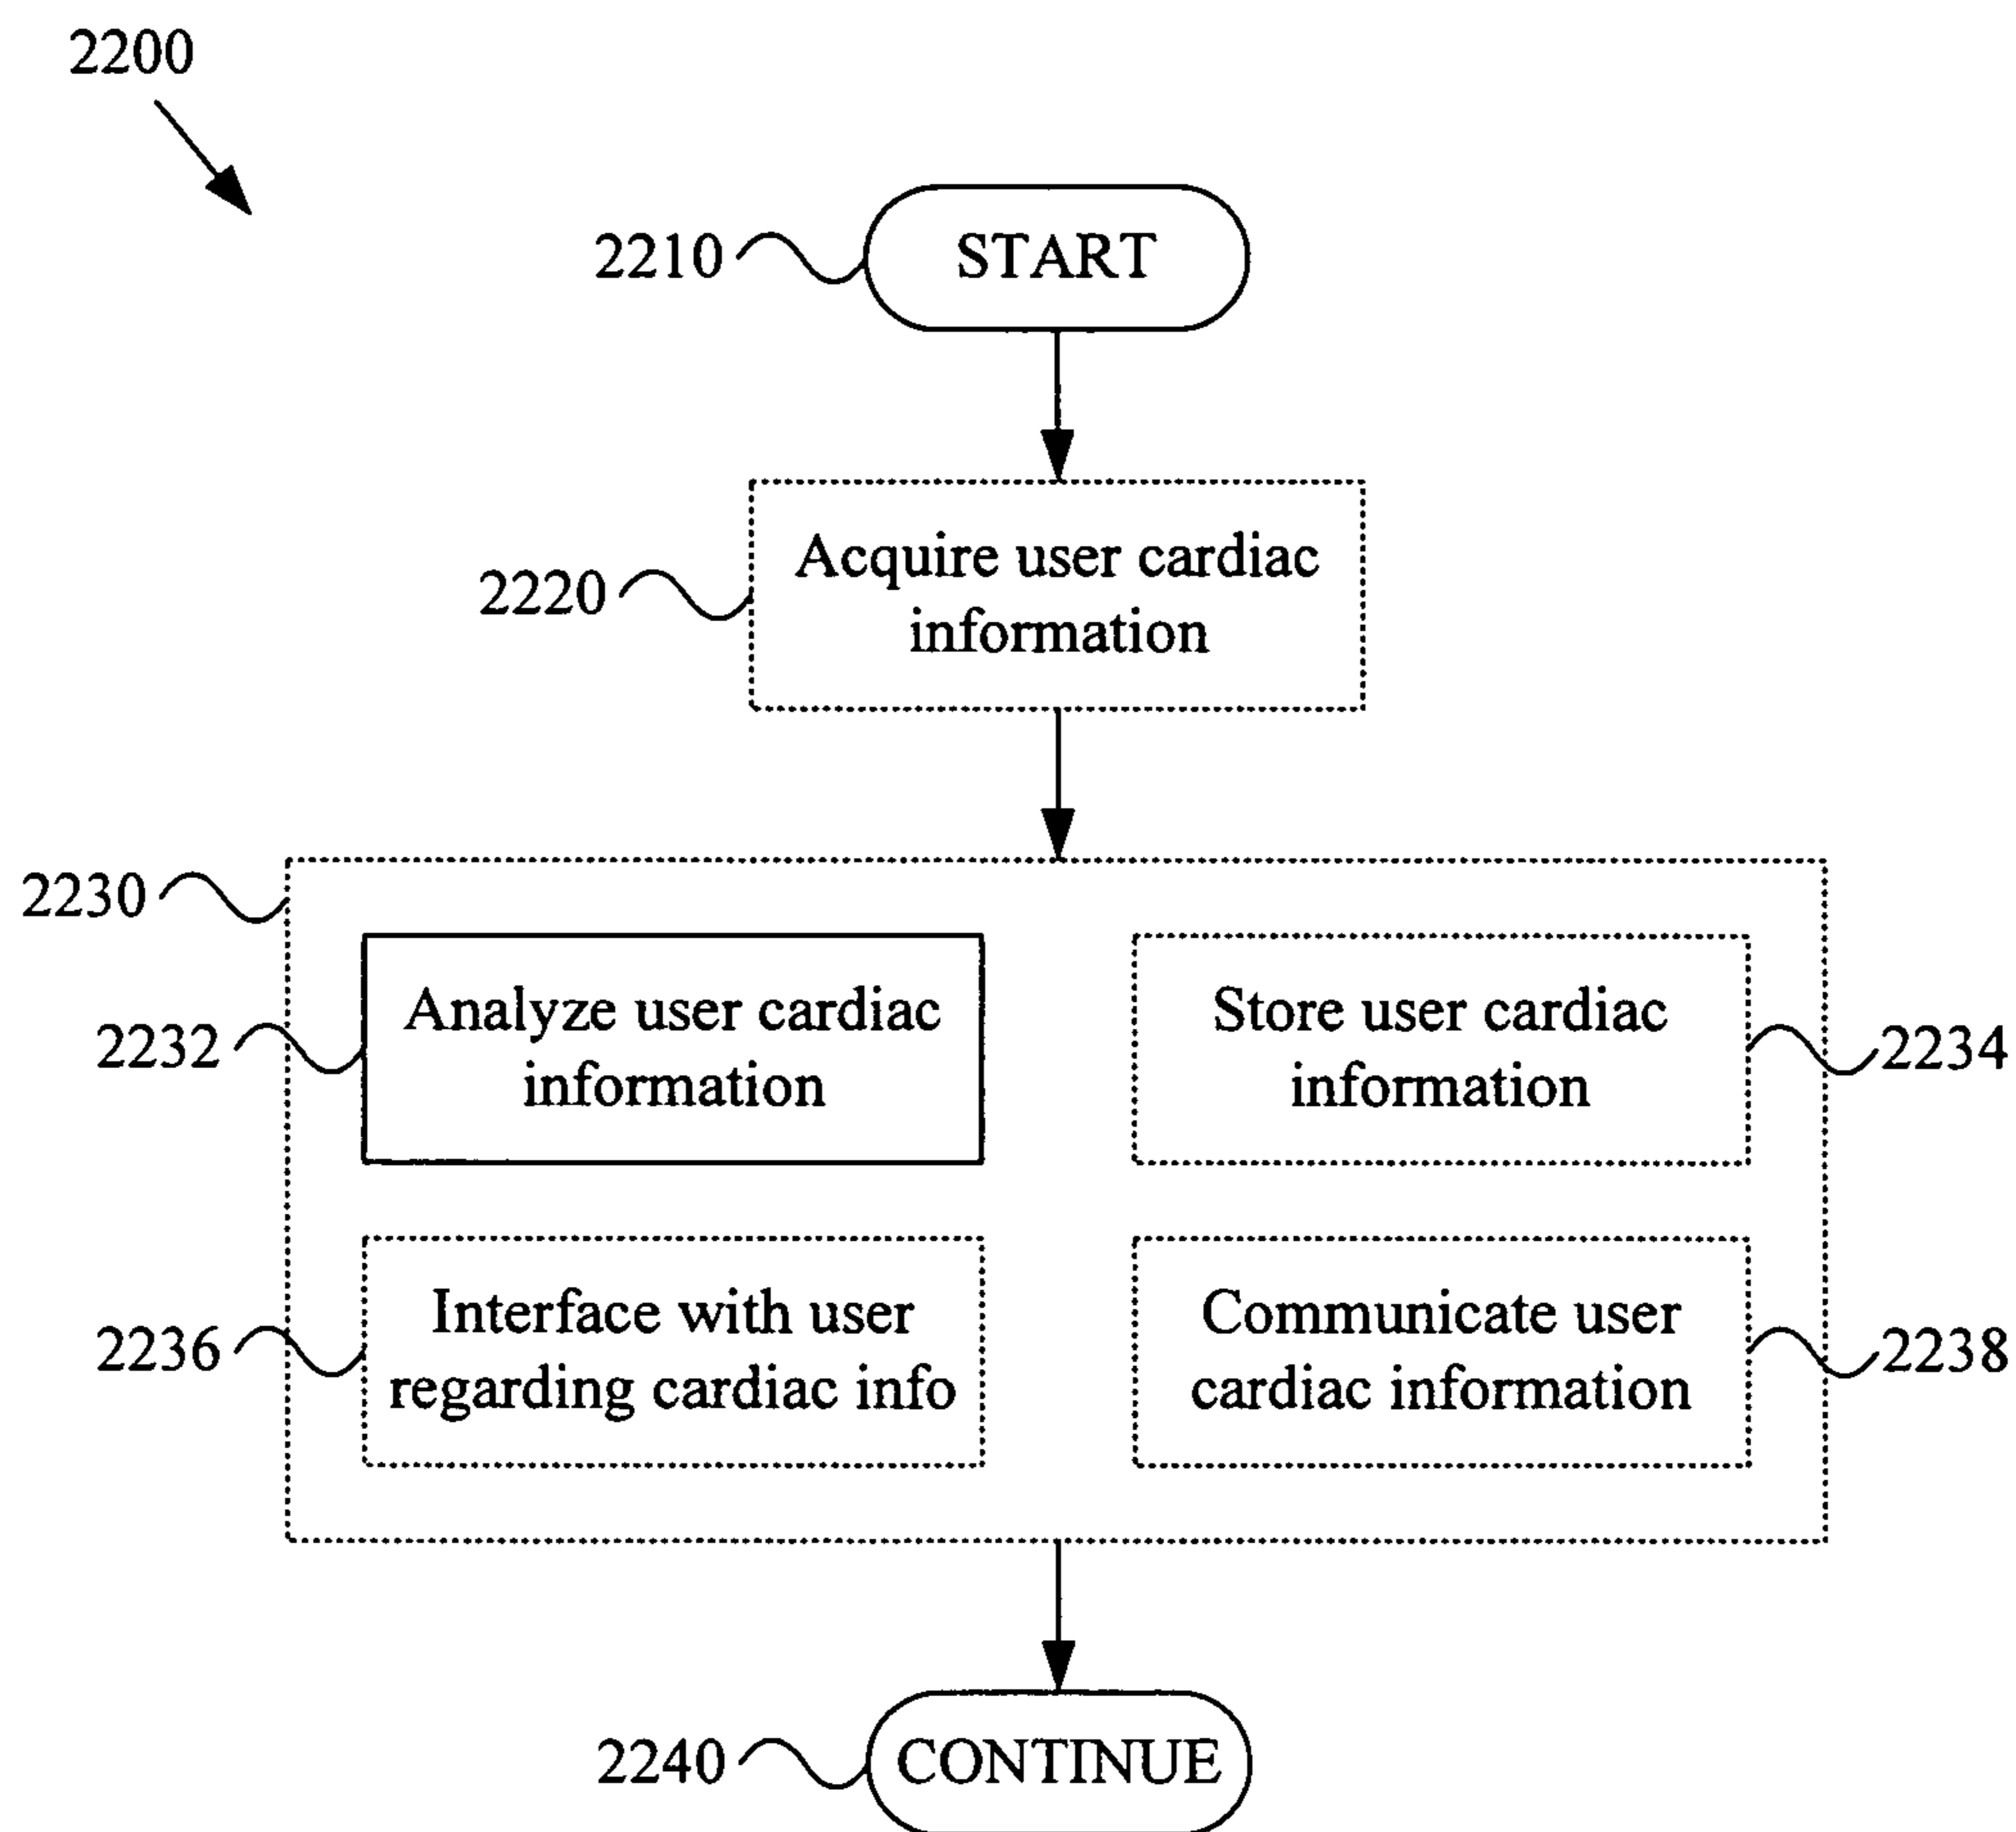 2200
2210
START
2220
Acquire user cardiac
information
2230
2232
Analyze user cardiac
information
Store user cardiac
information
2234
2236
Interface with user
regarding cardiac info
Communicate user
cardiac information
2238
2240
CONTINUE